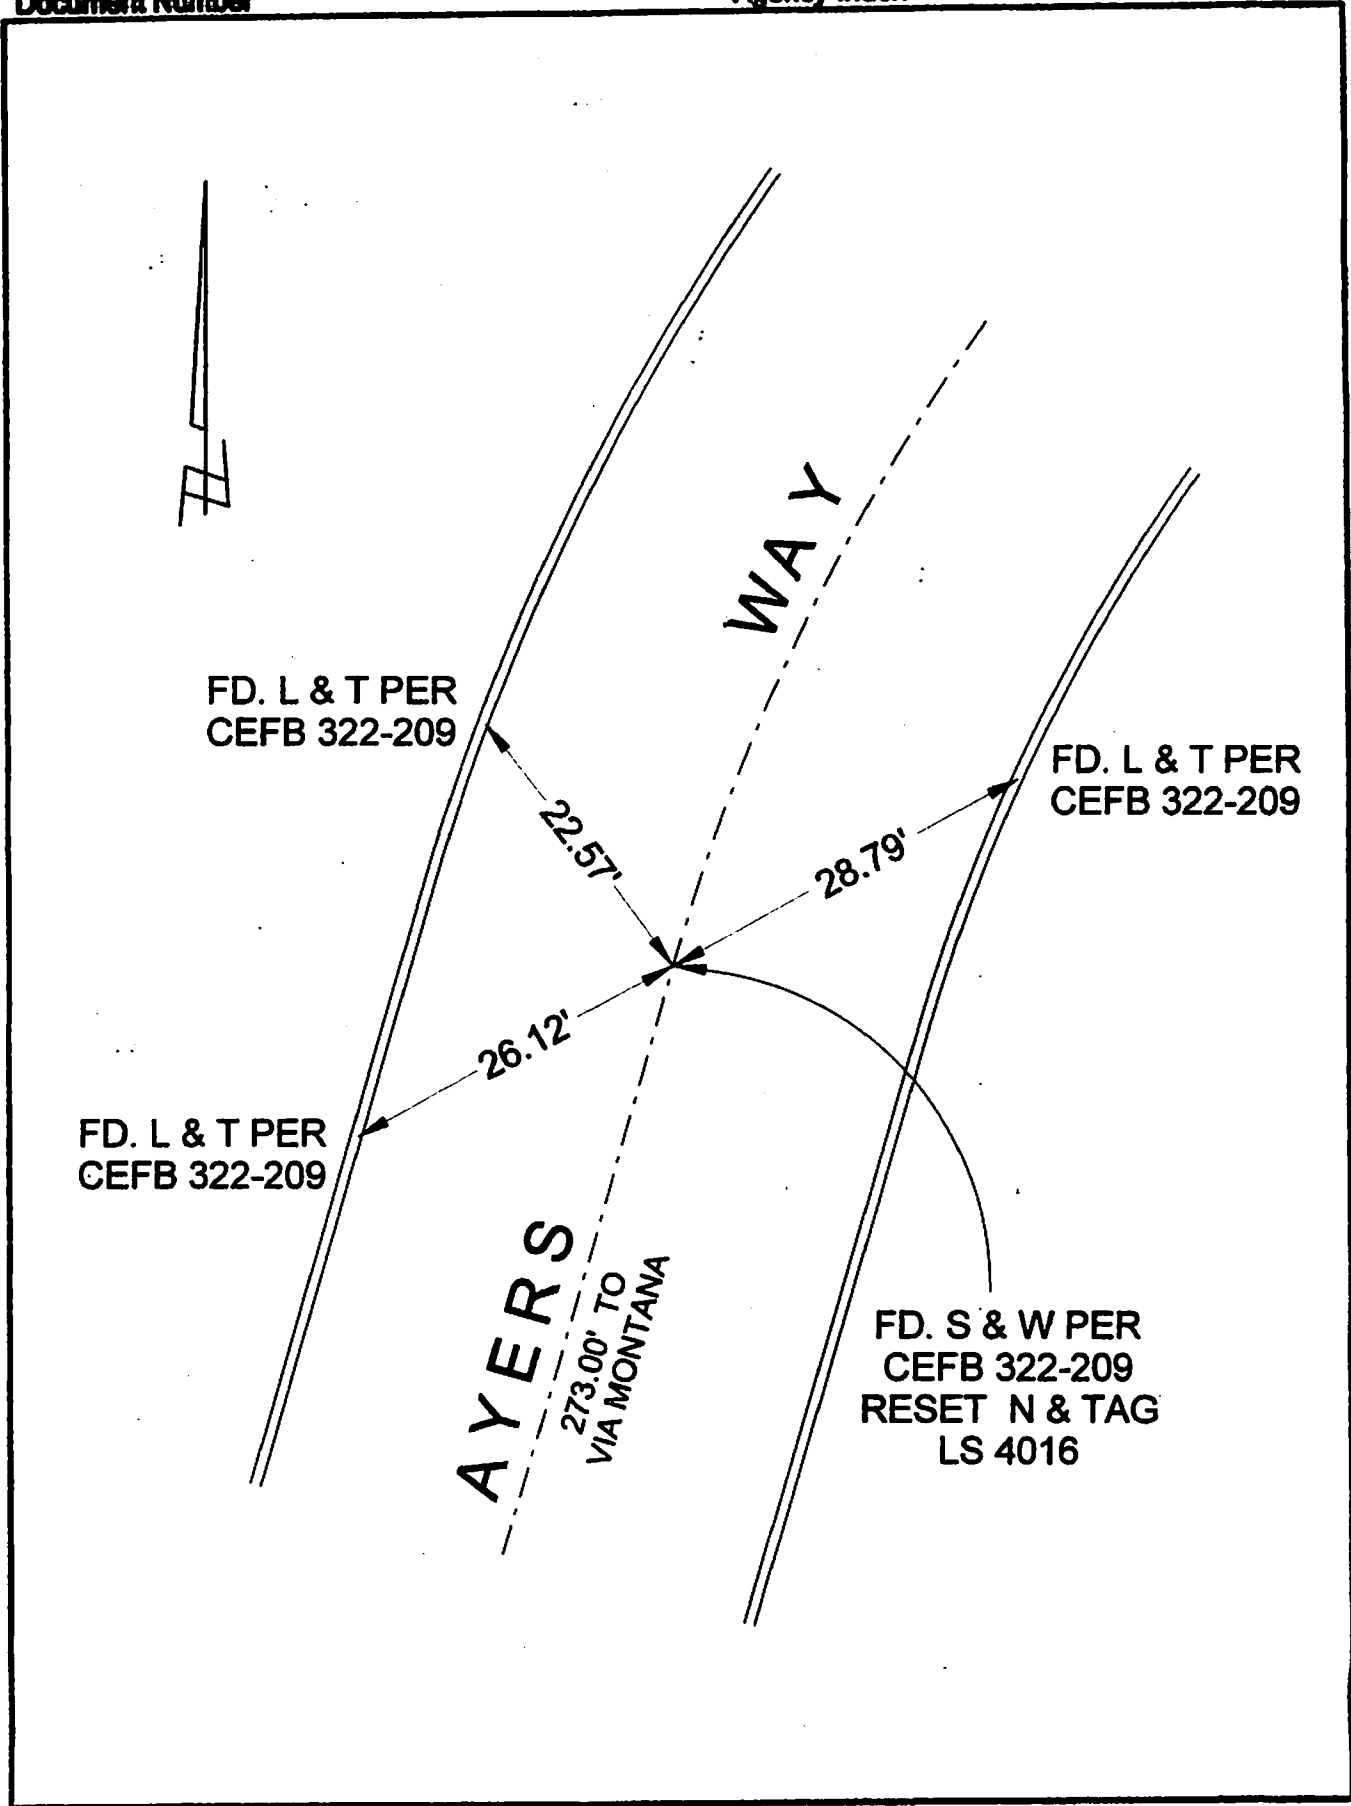 Document Number
Agency Index
N
WAY
FD. L & T PER
CEFB 322-209
FD. L & T PER
CEFB 322-209
22.57'
28.79'
26.12'
FD. L & T PER
CEFB 322-209
AYERS
273.00' TO
VIA MONTANA
FD. S & W PER
CEFB 322-209
RESET N & TAG
LS 4016